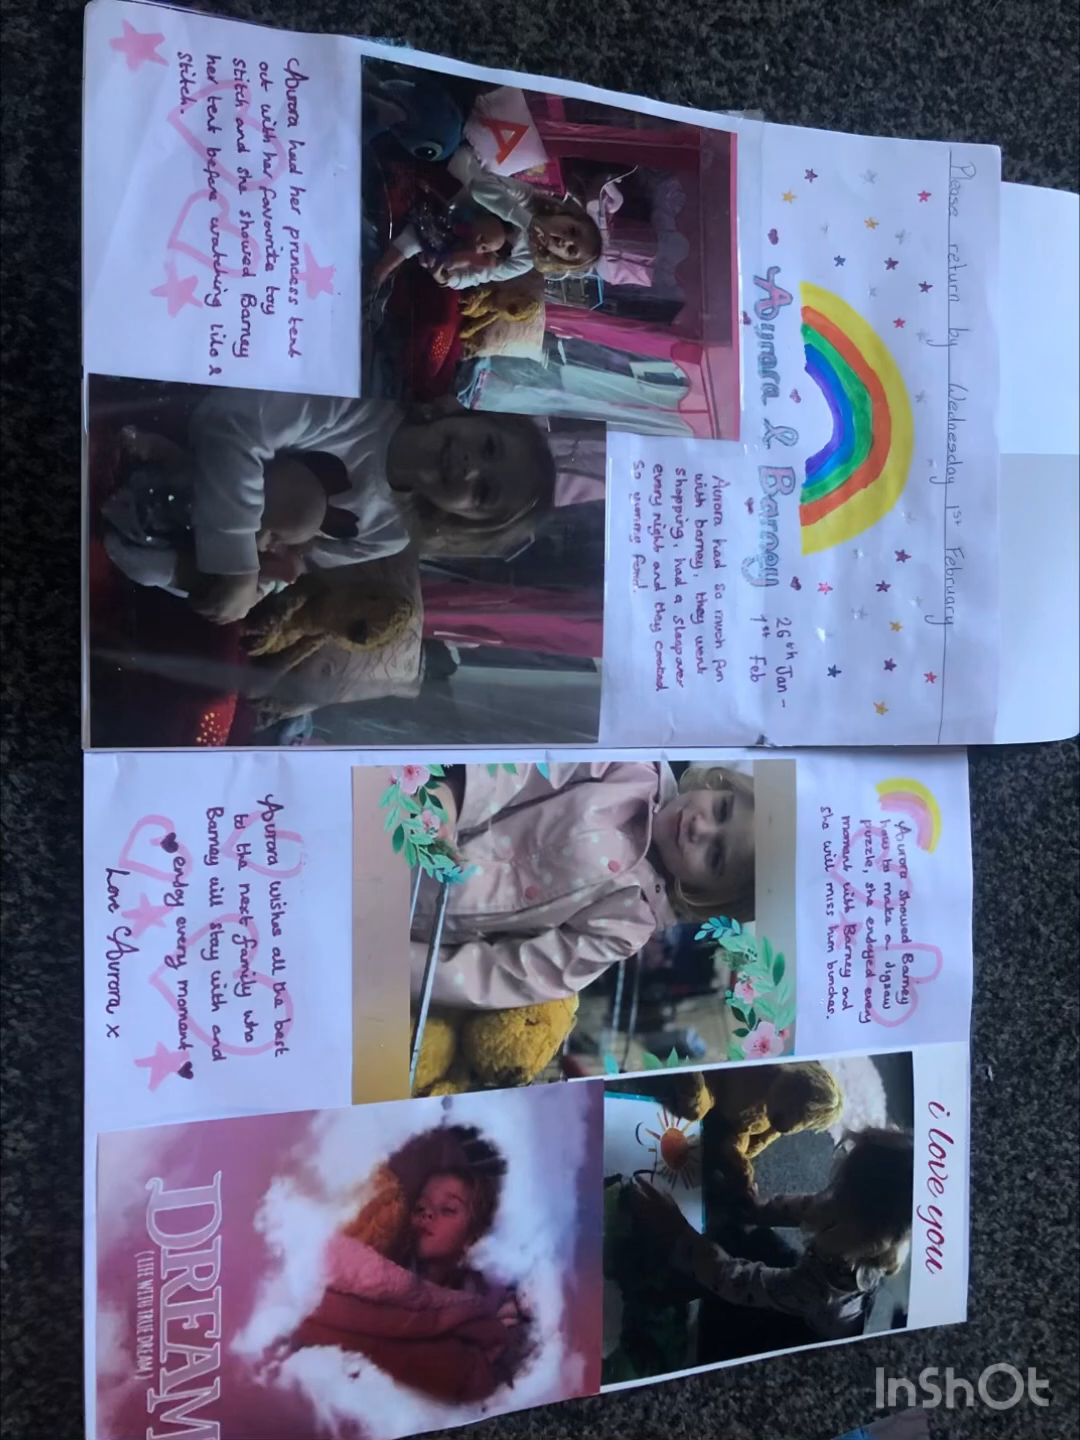 Please return by Wednesday 1st February
Aurora & Barney
26th Jan -
1st Feb
Aurora had so much fun
with barney, they went
shopping, had a sleepover
every night and they cooked
so yummy food.
A
Aurora had her princess tent
out with her favourite toy
stitch and she showed Barney
her tent before watching Lilo &
Stitch.
Aurora showed Barney
how to make a jigsaw
puzzle, she enjoyed every
moment with Barney and
she will miss him bunches.
i love you
Aurora wishes all the best
to the next family who
Barney will stay with and
enjoy every moment
Love Aurora x
DREAM
(LIFE WITH TRUE DREAM)
InShOt